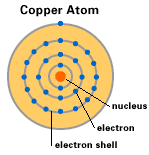 Copper Atom
nucleus
electron
electron shell